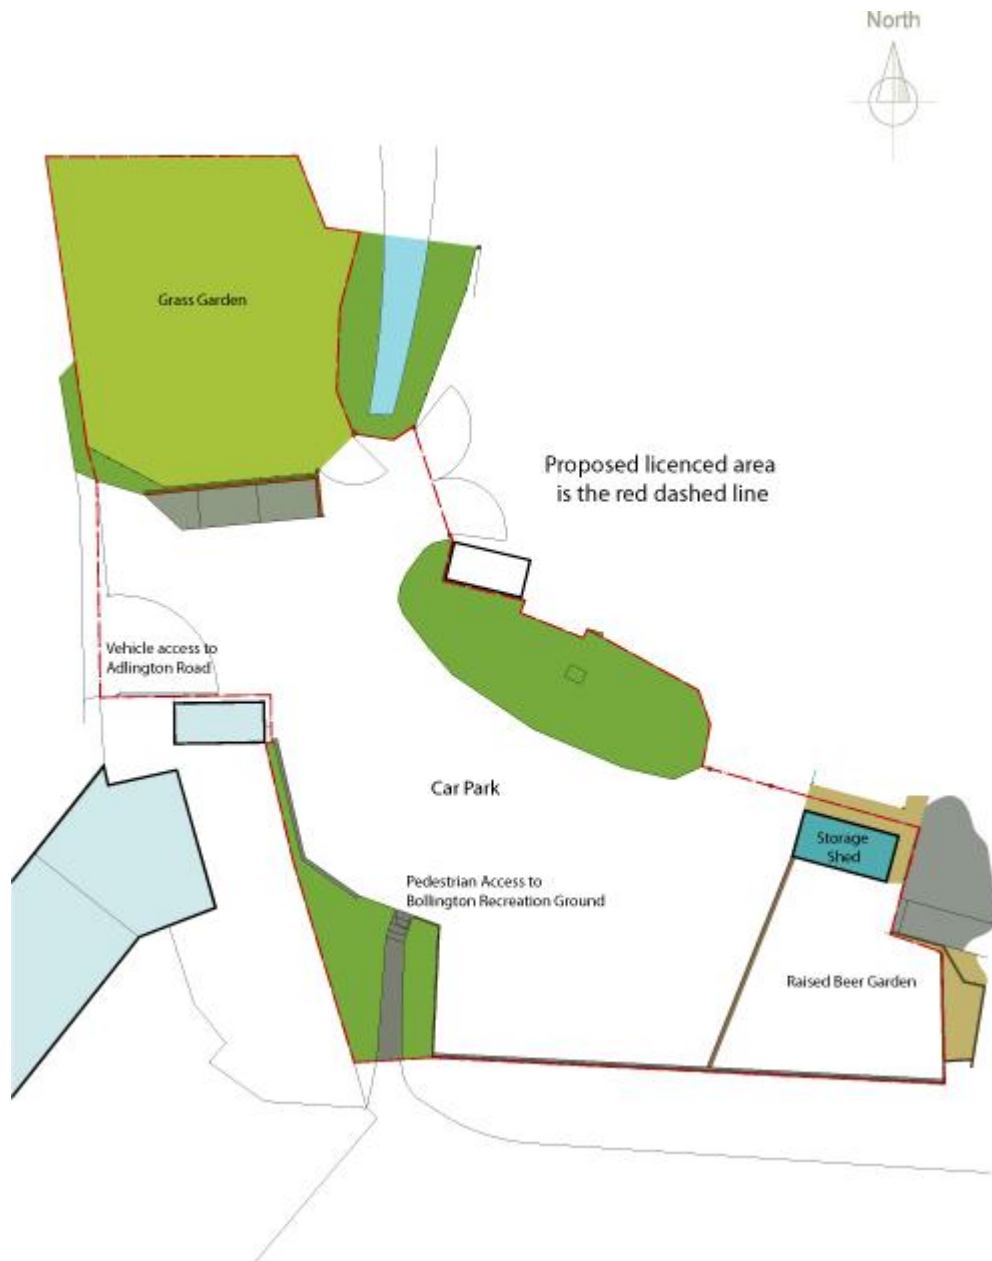 North
Grass Garden
Proposed licenced area
is the red dashed line
Vehicle access to
Adlington Road
Car Park
Storage
Shed
Pedestrian Access to
Bollington Recreation Ground
Raised Beer Garden